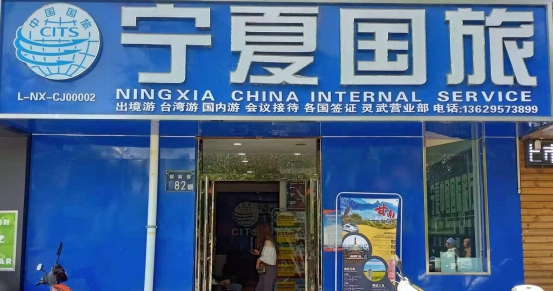 中国国旅
CITS
L-NX-CJ00002
宁夏国旅
NINGXIA CHINA INTERNAL SERVICE
出境游 台湾游 国内游 会议接待 各国签证 灵武营业部 电话:13629573899
82
CITS